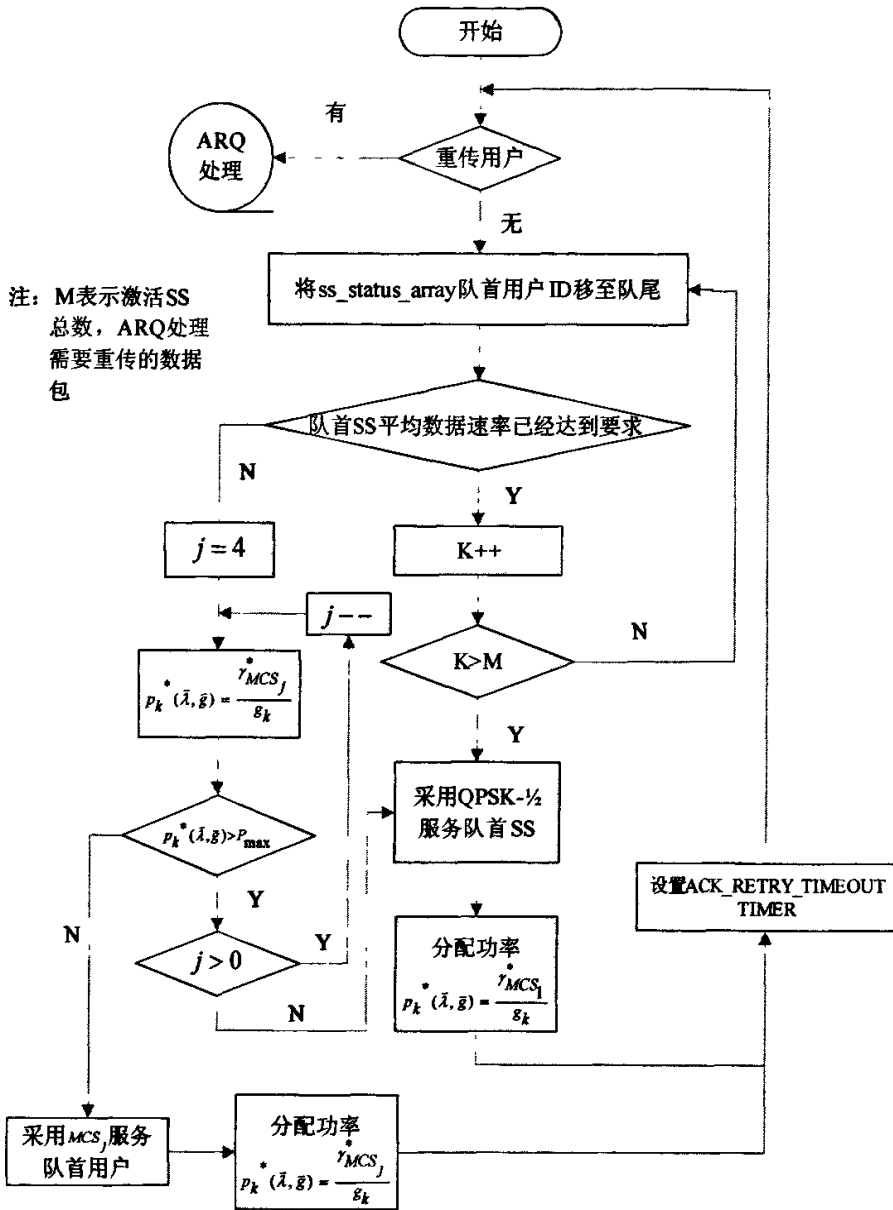 开始
有
ARQ
处理
重传用户
无
将ss_status_array队首用户ID移至队尾
注：M表示激活SS
总数，ARQ处理
需要重传的数据
包
队首SS平均数据速率已经达到要求
N
Y
j = 4
K++
j − −
N
K>M
p_k^*(λ̄, ḡ) = γ^*_{MCS_j} / g_k
Y
采用QPSK-½
服务队首SS
p_k^*(λ̄,ḡ)>P_max
设置ACK_RETRY_TIMEOUT
TIMER
Y
N
Y
j > 0
N
分配功率
p_k^*(λ̄, ḡ) = γ^*_{MCS_1} / g_k
采用MCS_j服务
队首用户
分配功率
p_k^*(λ̄, ḡ) = γ^*_{MCS_j} / g_k